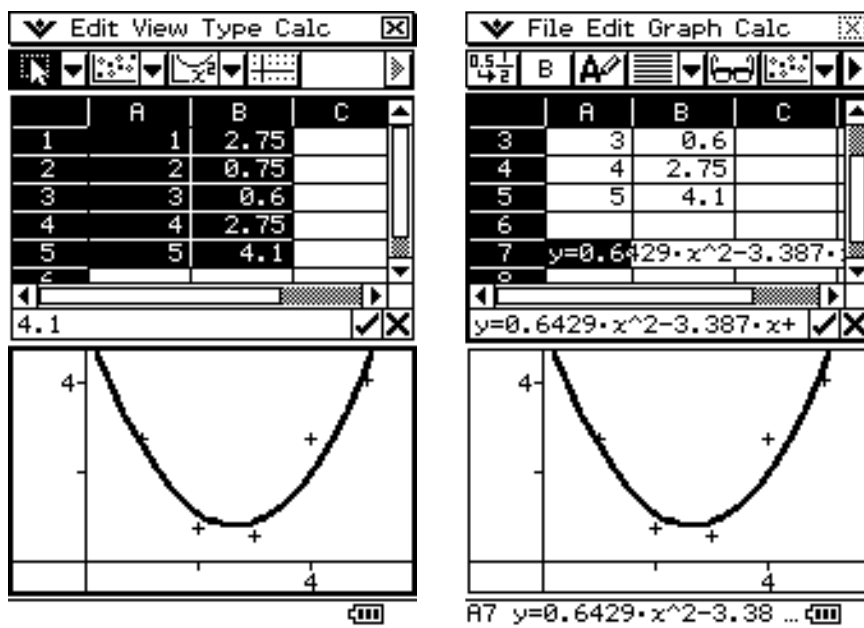 Edit View Type Calc
A B C
1 1 2.75
2 2 0.75
3 3 0.6
4 4 2.75
5 5 4.1
6
4.1
4
4
File Edit Graph Calc
0.5 1 2 B A
A B C
3 3 0.6
4 4 2.75
5 5 4.1
6
7 y=0.6429·x^2-3.387·
8
y=0.6429·x^2-3.387·x+
4
4
A7 y=0.6429·x^2-3.38 ...